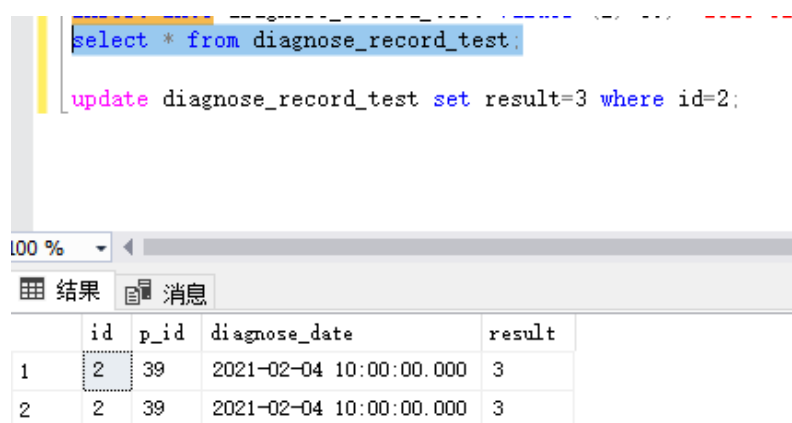 select * from diagnose_record_test;
update diagnose_record_test set result=3 where id=2;
100 %
结果 消息
id p_id diagnose_date result
1 2 39 2021-02-04 10:00:00.000 3
2 2 39 2021-02-04 10:00:00.000 3